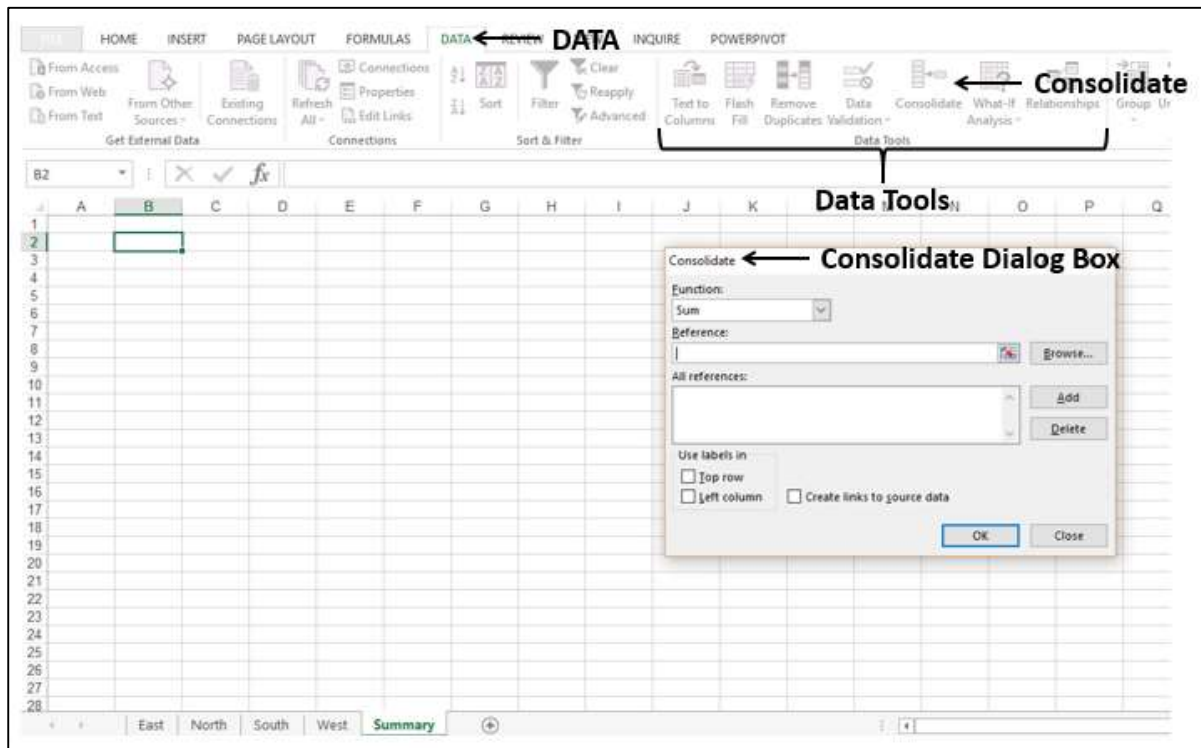 HOME INSERT PAGE LAYOUT FORMULAS DATA REVIEW DATA INQUIRE POWERPIVOT
From Access
From Web
From Text
From Other Sources
Existing Connections
Get External Data
Refresh All
Connections
Properties
Edit Links
Connections
Sort
Filter
Clear
Reapply
Advanced
Sort & Filter
Text to Columns
Flash Fill
Remove Duplicates
Data Validation
Consolidate
What-If Analysis
Relationships
Group
Consolidate
Data Tools
Data Tools
B2 fx
A B C D E F G H I J K M N O P Q
1
2
3
4
5
6
7
8
9
10
11
12
13
14
15
16
17
18
19
20
21
22
23
24
25
26
27
28
Consolidate
Consolidate Dialog Box
Function:
Sum
Reference:
Browse...
All references:
Add
Delete
Use labels in
Top row
Left column
Create links to source data
OK Close
East North South West Summary